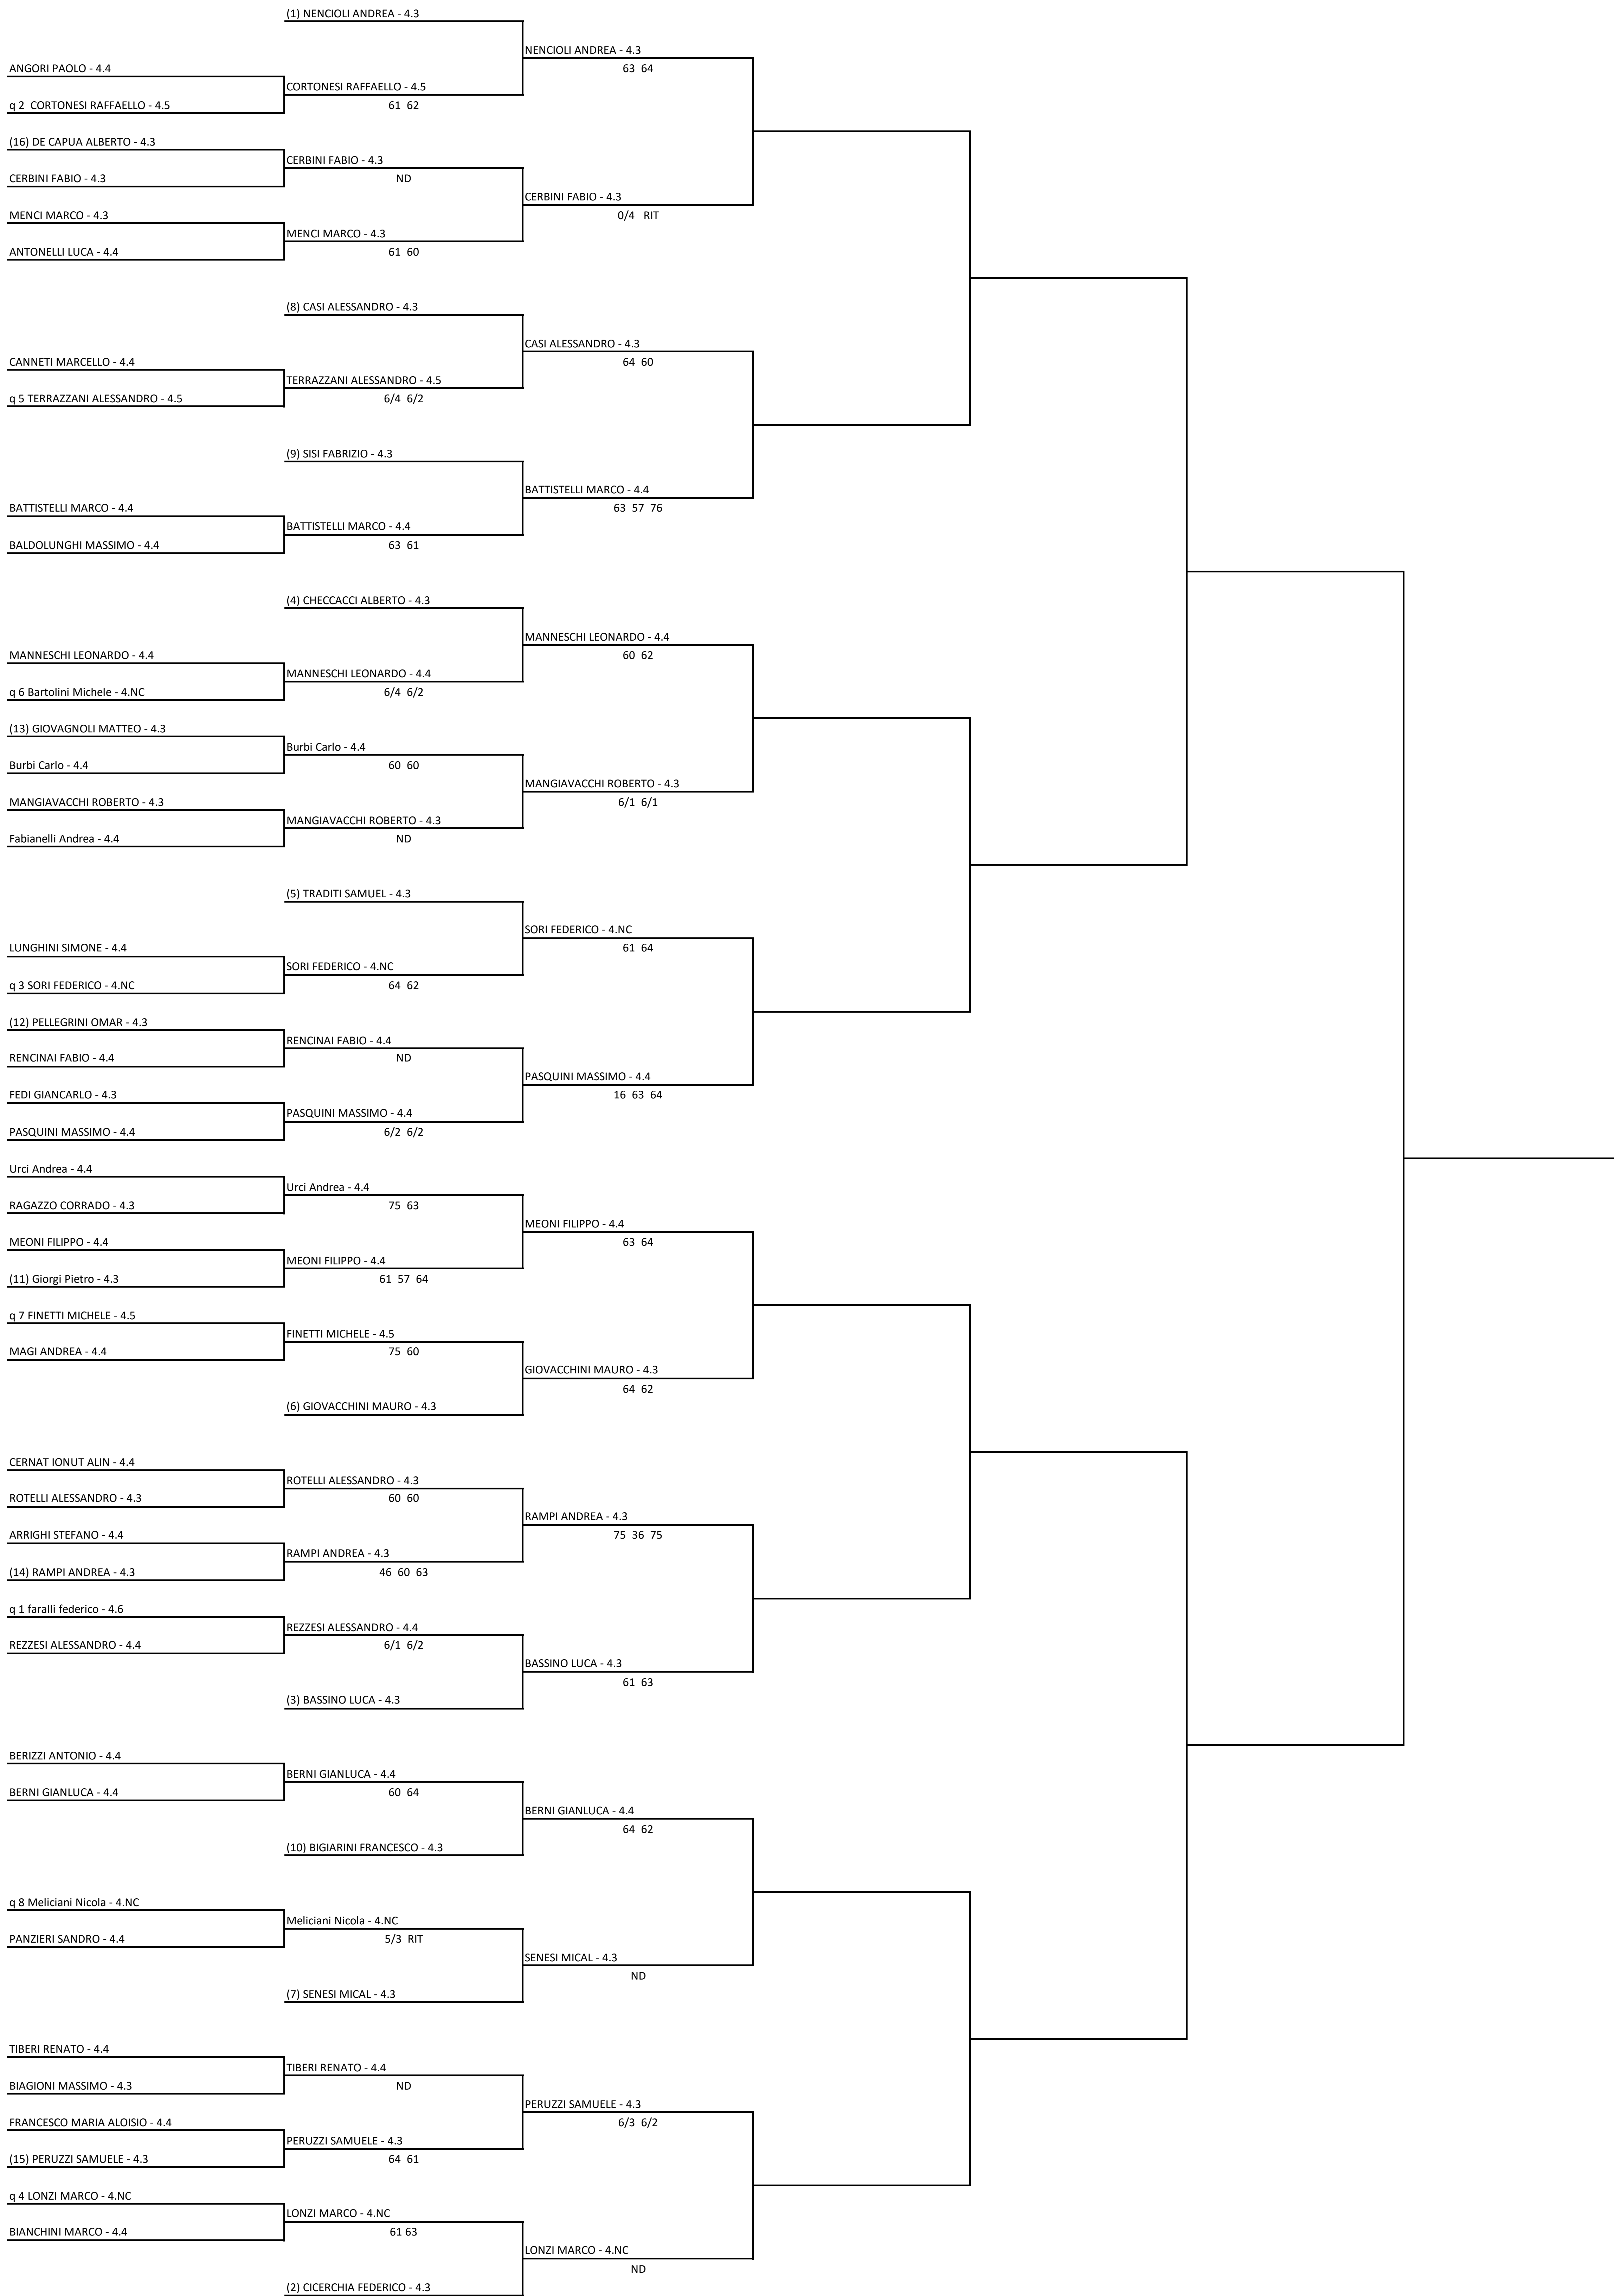 (1) NENCIOLI ANDREA - 4.3
NENCIOLI ANDREA - 4.3
63 64
ANGORI PAOLO - 4.4
CORTONESI RAFFAELLO - 4.5
61 62
q 2 CORTONESI RAFFAELLO - 4.5
(16) DE CAPUA ALBERTO - 4.3
CERBINI FABIO - 4.3
ND
CERBINI FABIO - 4.3
CERBINI FABIO - 4.3
0/4 RIT
MENCI MARCO - 4.3
MENCI MARCO - 4.3
61 60
ANTONELLI LUCA - 4.4
(8) CASI ALESSANDRO - 4.3
CASI ALESSANDRO - 4.3
64 60
CANNETI MARCELLO - 4.4
TERRAZZANI ALESSANDRO - 4.5
6/4 6/2
q 5 TERRAZZANI ALESSANDRO - 4.5
(9) SISI FABRIZIO - 4.3
BATTISTELLI MARCO - 4.4
63 57 76
BATTISTELLI MARCO - 4.4
BATTISTELLI MARCO - 4.4
63 61
BALDOLUNGHI MASSIMO - 4.4
(4) CHECCACCI ALBERTO - 4.3
MANNESCHI LEONARDO - 4.4
60 62
MANNESCHI LEONARDO - 4.4
MANNESCHI LEONARDO - 4.4
6/4 6/2
q 6 Bartolini Michele - 4.NC
(13) GIOVAGNOLI MATTEO - 4.3
Burbi Carlo - 4.4
60 60
Burbi Carlo - 4.4
MANGIAVACCHI ROBERTO - 4.3
6/1 6/1
MANGIAVACCHI ROBERTO - 4.3
MANGIAVACCHI ROBERTO - 4.3
ND
Fabianelli Andrea - 4.4
(5) TRADITI SAMUEL - 4.3
SORI FEDERICO - 4.NC
61 64
LUNGHINI SIMONE - 4.4
SORI FEDERICO - 4.NC
64 62
q 3 SORI FEDERICO - 4.NC
(12) PELLEGRINI OMAR - 4.3
RENCINAI FABIO - 4.4
ND
RENCINAI FABIO - 4.4
PASQUINI MASSIMO - 4.4
16 63 64
FEDI GIANCARLO - 4.3
PASQUINI MASSIMO - 4.4
6/2 6/2
PASQUINI MASSIMO - 4.4
Urci Andrea - 4.4
Urci Andrea - 4.4
75 63
RAGAZZO CORRADO - 4.3
MEONI FILIPPO - 4.4
63 64
MEONI FILIPPO - 4.4
MEONI FILIPPO - 4.4
61 57 64
(11) Giorgi Pietro - 4.3
q 7 FINETTI MICHELE - 4.5
FINETTI MICHELE - 4.5
75 60
MAGI ANDREA - 4.4
GIOVACCHINI MAURO - 4.3
64 62
(6) GIOVACCHINI MAURO - 4.3
CERNAT IONUT ALIN - 4.4
ROTELLI ALESSANDRO - 4.3
60 60
ROTELLI ALESSANDRO - 4.3
RAMPI ANDREA - 4.3
75 36 75
ARRIGHI STEFANO - 4.4
RAMPI ANDREA - 4.3
46 60 63
(14) RAMPI ANDREA - 4.3
q 1 faralli federico - 4.6
REZZESI ALESSANDRO - 4.4
6/1 6/2
REZZESI ALESSANDRO - 4.4
BASSINO LUCA - 4.3
61 63
(3) BASSINO LUCA - 4.3
BERIZZI ANTONIO - 4.4
BERNI GIANLUCA - 4.4
60 64
BERNI GIANLUCA - 4.4
BERNI GIANLUCA - 4.4
64 62
(10) BIGIARINI FRANCESCO - 4.3
q 8 Meliciani Nicola - 4.NC
Meliciani Nicola - 4.NC
5/3 RIT
PANZIERI SANDRO - 4.4
SENESI MICAL - 4.3
ND
(7) SENESI MICAL - 4.3
TIBERI RENATO - 4.4
TIBERI RENATO - 4.4
ND
BIAGIONI MASSIMO - 4.3
PERUZZI SAMUELE - 4.3
6/3 6/2
FRANCESCO MARIA ALOISIO - 4.4
PERUZZI SAMUELE - 4.3
64 61
(15) PERUZZI SAMUELE - 4.3
q 4 LONZI MARCO - 4.NC
LONZI MARCO - 4.NC
61 63
BIANCHINI MARCO - 4.4
LONZI MARCO - 4.NC
ND
(2) CICERCHIA FEDERICO - 4.3